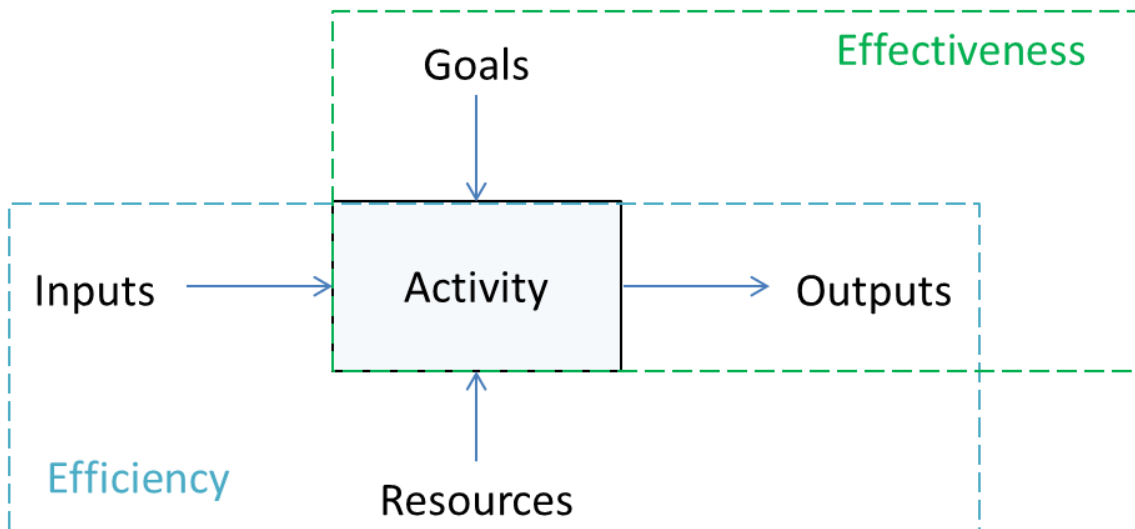 Effectiveness
Goals
Inputs
Activity
Outputs
Efficiency
Resources